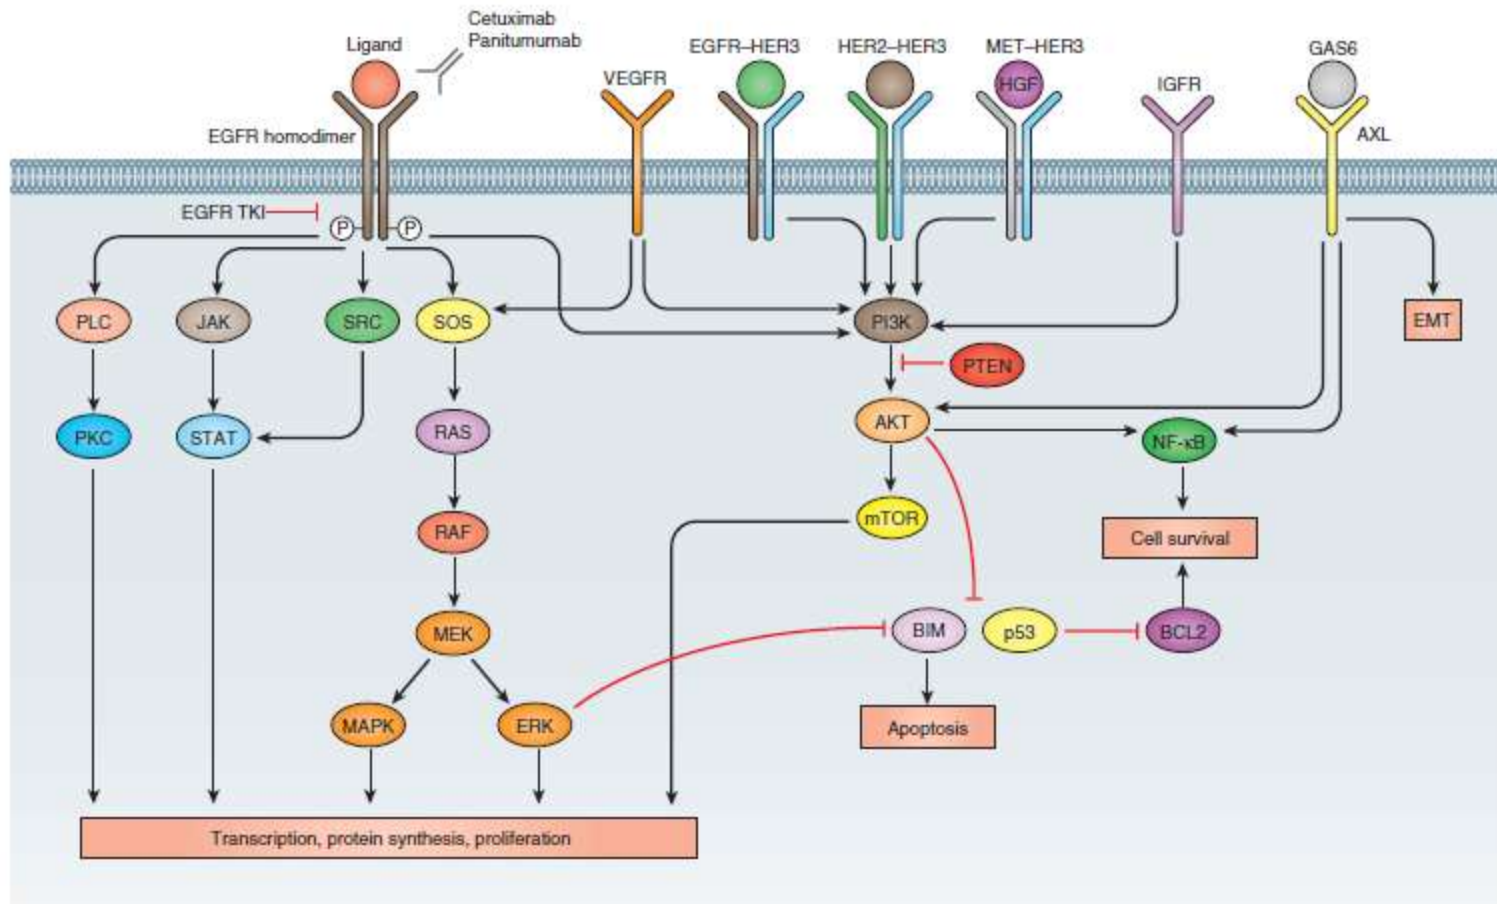 Cetuximab
Panitumumab
Ligand
EGFR–HER3
HER2–HER3
MET–HER3
GAS6
VEGFR
HGF
IGFR
EGFR homodimer
AXL
EGFR TKI
P
P
PLC
JAK
SRC
SOS
PI3K
EMT
PTEN
AKT
PKC
STAT
RAS
NF-κB
mTOR
RAF
Cell survival
MEK
BIM
p53
BCL2
MAPK
ERK
Apoptosis
Transcription, protein synthesis, proliferation